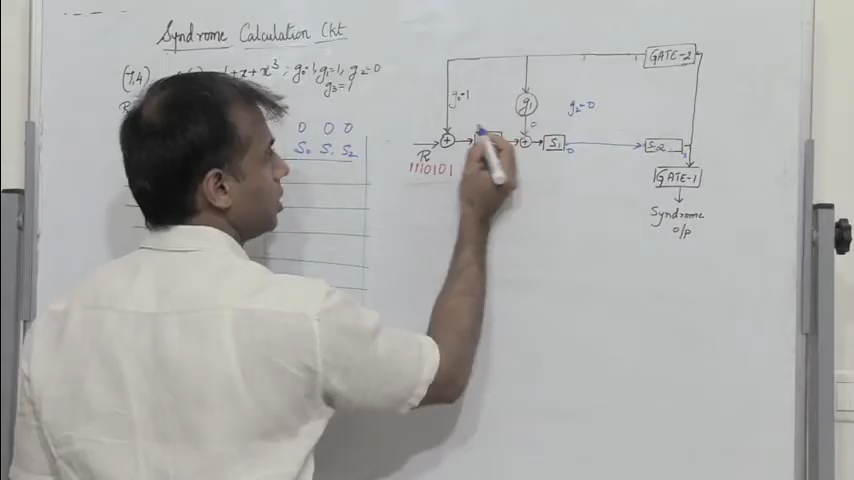 Syndrome Calculation Ckt
(7,4) 1+x+x³; g₀=1, g₁=1, g₂=0
g₃=1
0 0 0
S₀ S₁ S₂
GATE-2
g₀=1
g₁
g₂=0
0
+
+
S₁
0
S₂
R
1110101
GATE-1
Syndrome
o/p